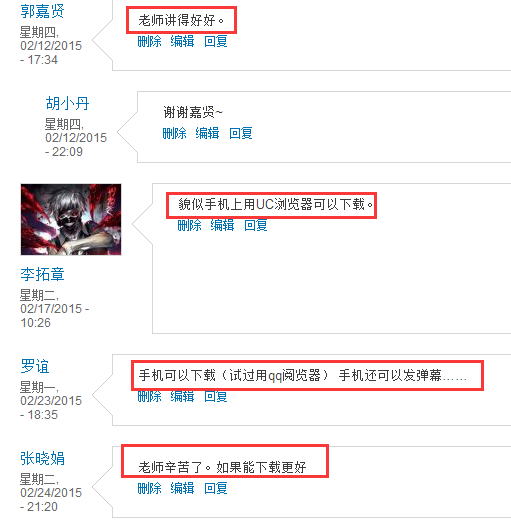 郭嘉贤
星期四,
02/12/2015
- 17:34
老师讲得好好。
删除 编辑 回复
胡小丹
星期四,
02/12/2015
- 22:09
谢谢嘉贤~
删除 编辑 回复
李拓章
星期二,
02/17/2015 -
10:26
貌似手机上用UC浏览器可以下载。
删除 编辑 回复
罗谊
星期一,
02/23/2015
- 18:35
手机可以下载（试过用qq阅览器） 手机还可以发弹幕……
删除 编辑 回复
张晓娟
星期二,
02/24/2015
- 21:20
老师辛苦了。如果能下载更好
删除 编辑 回复